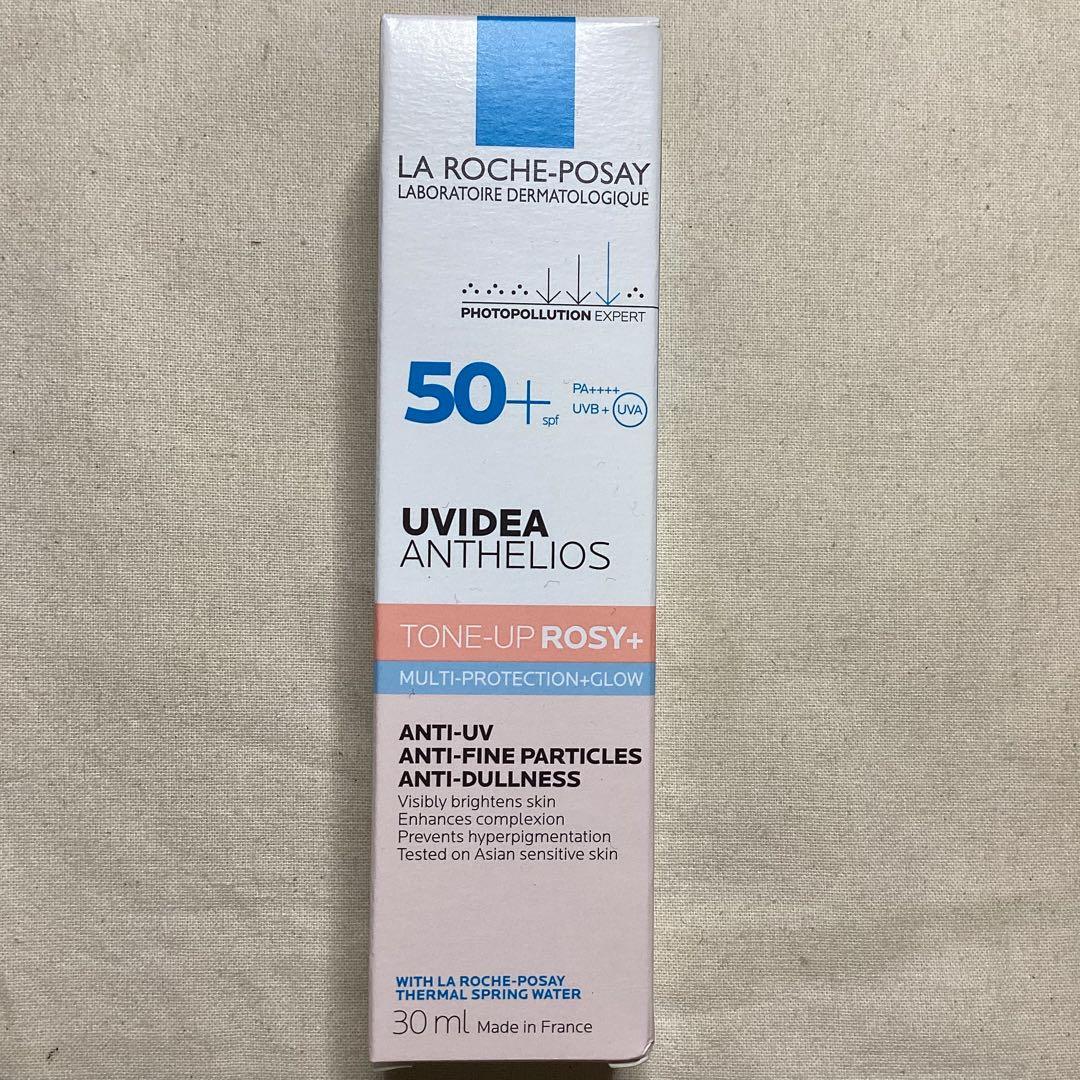 LA ROCHE-POSAY
LABORATOIRE DERMATOLOGIQUE
PHOTOPOLLUTION EXPERT
50+ spf
PA++++
UVB + UVA
UVIDEA
ANTHELIOS
TONE-UP ROSY+
MULTI-PROTECTION+GLOW
ANTI-UV
ANTI-FINE PARTICLES
ANTI-DULLNESS
Visibly brightens skin
Enhances complexion
Prevents hyperpigmentation
Tested on Asian sensitive skin
WITH LA ROCHE-POSAY
THERMAL SPRING WATER
30 ml Made in France